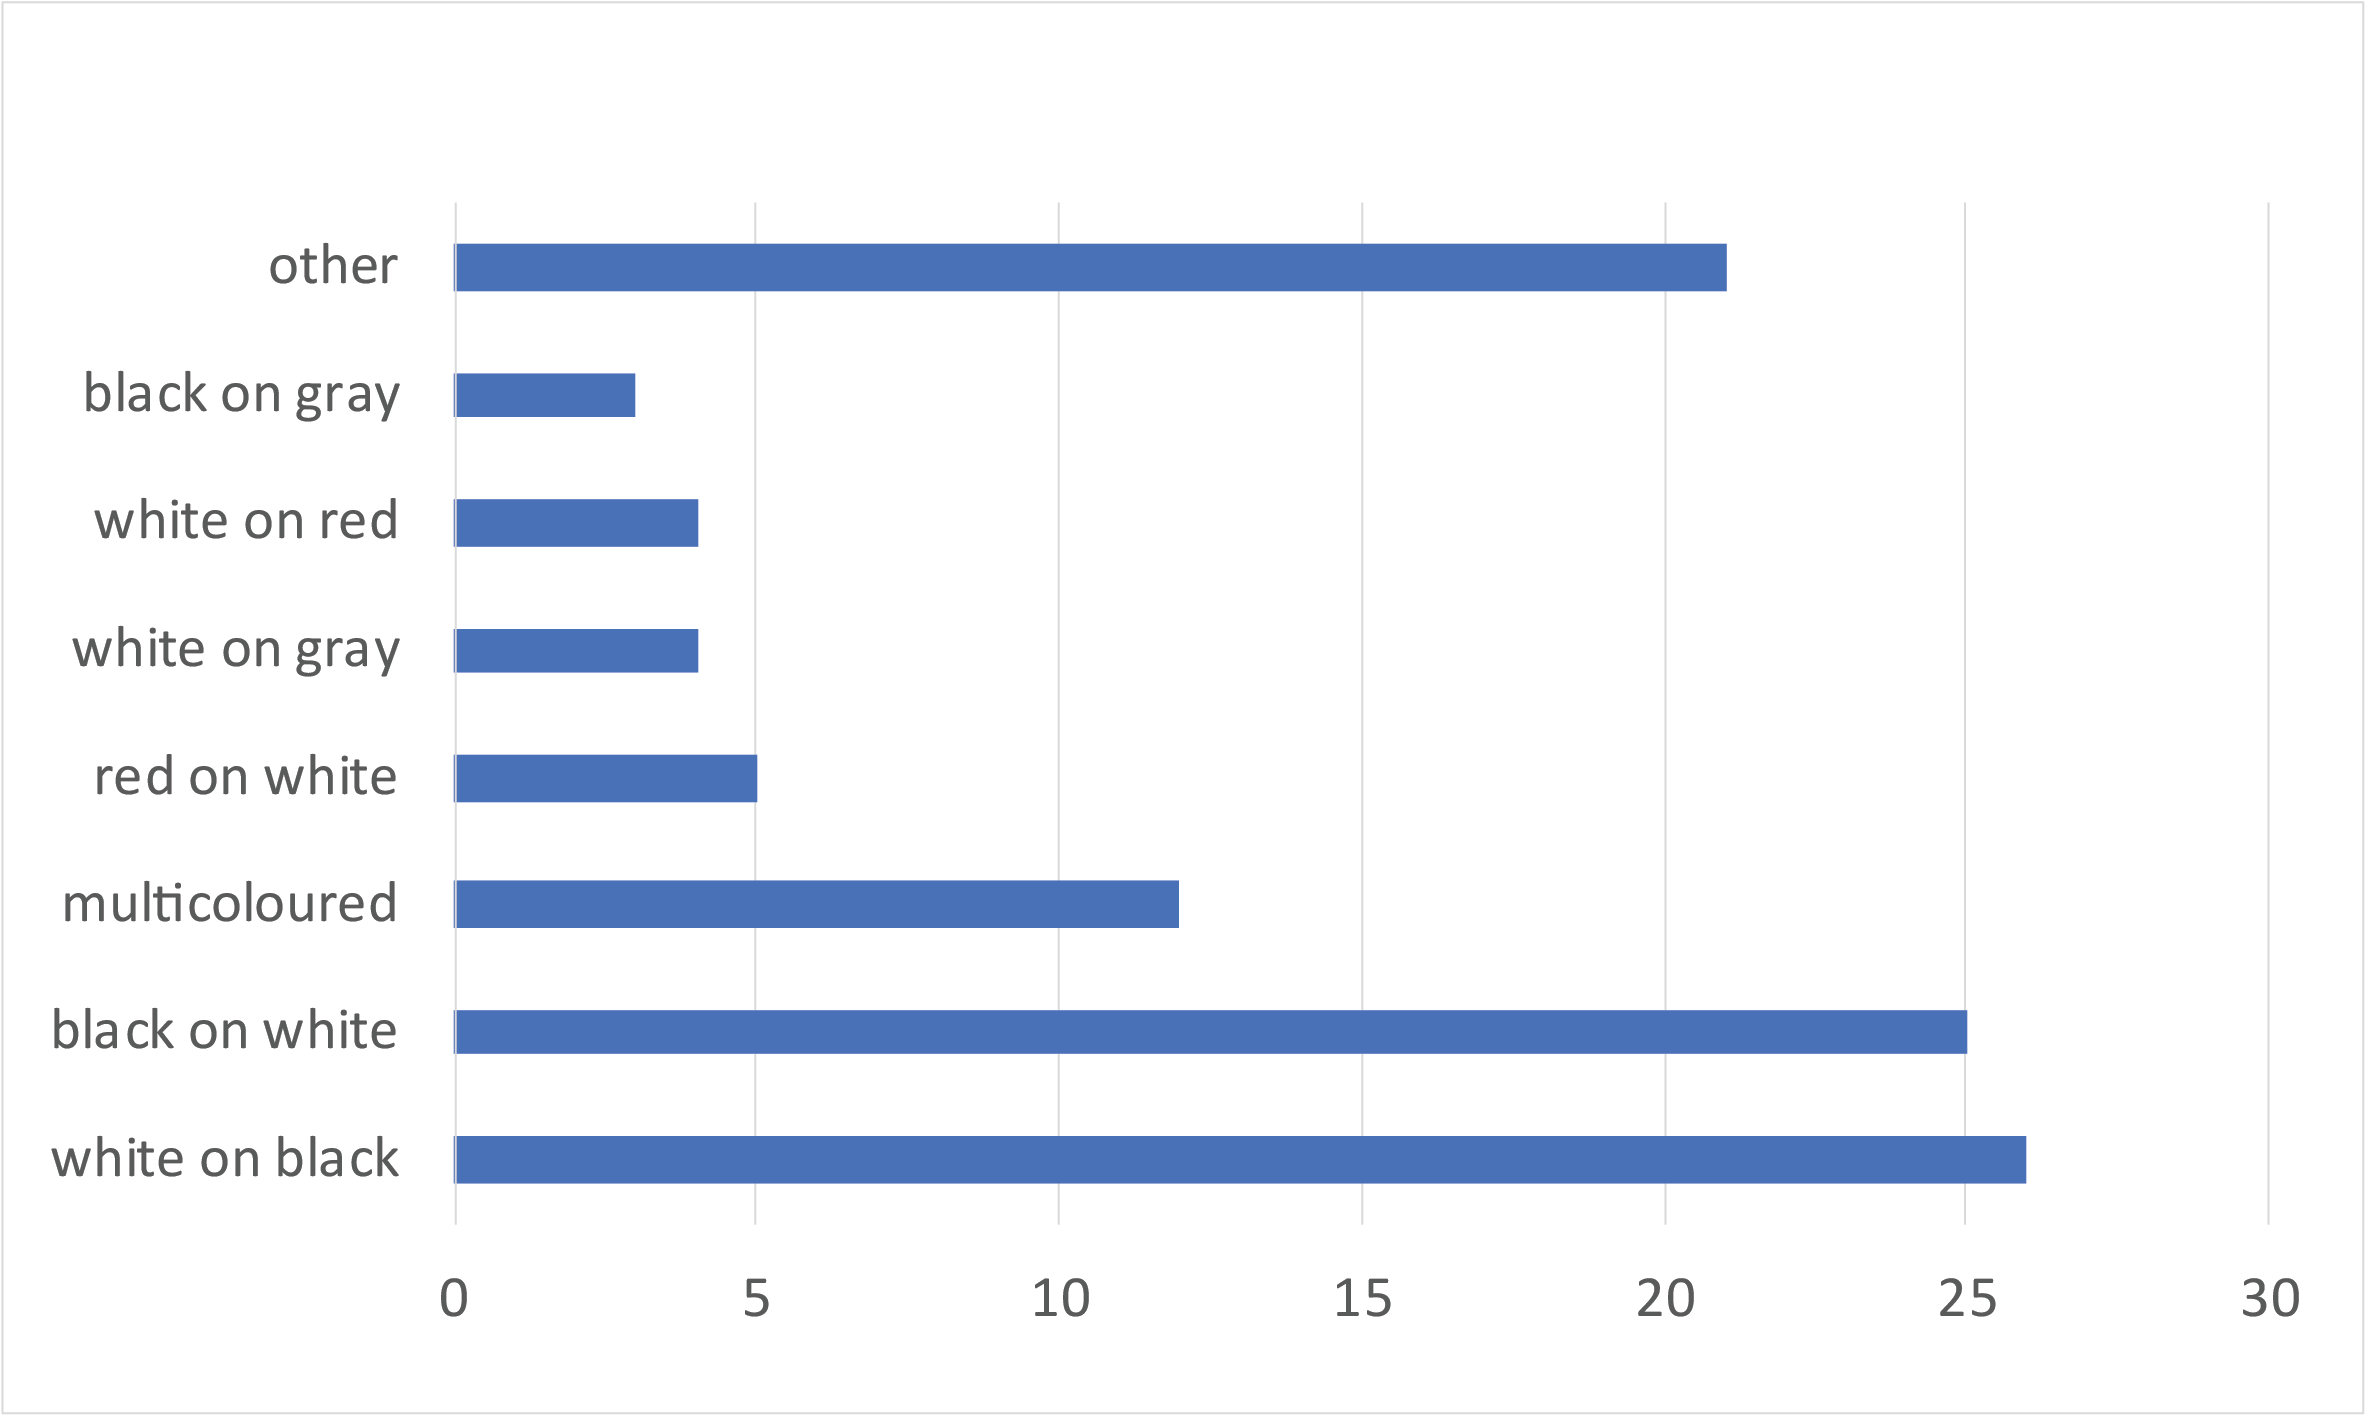 other
black on gray
white on red
white on gray
red on white
multicoloured
black on white
white on black
0 5 10 15 20 25 30